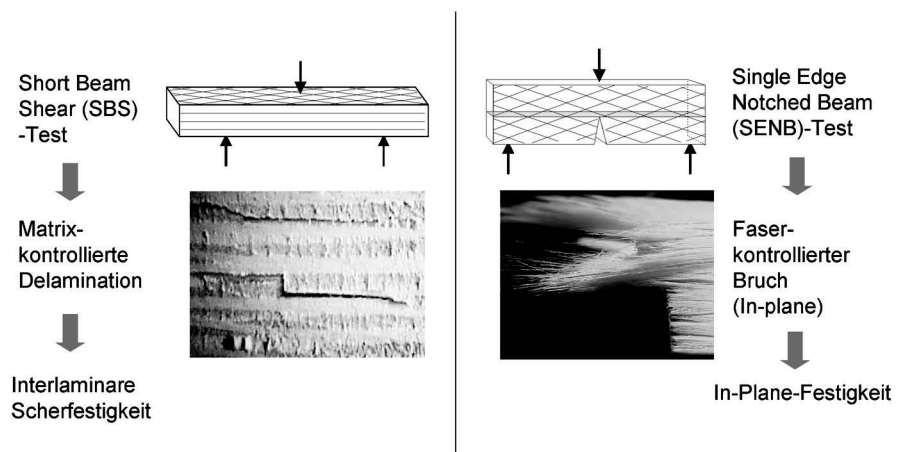 Short Beam
Shear (SBS)
-Test
Matrix-
kontrollierte
Delamination
Interlaminare
Scherfestigkeit
Single Edge
Notched Beam
(SENB)-Test
Faser-
kontrollierter
Bruch
(In-plane)
In-Plane-Festigkeit